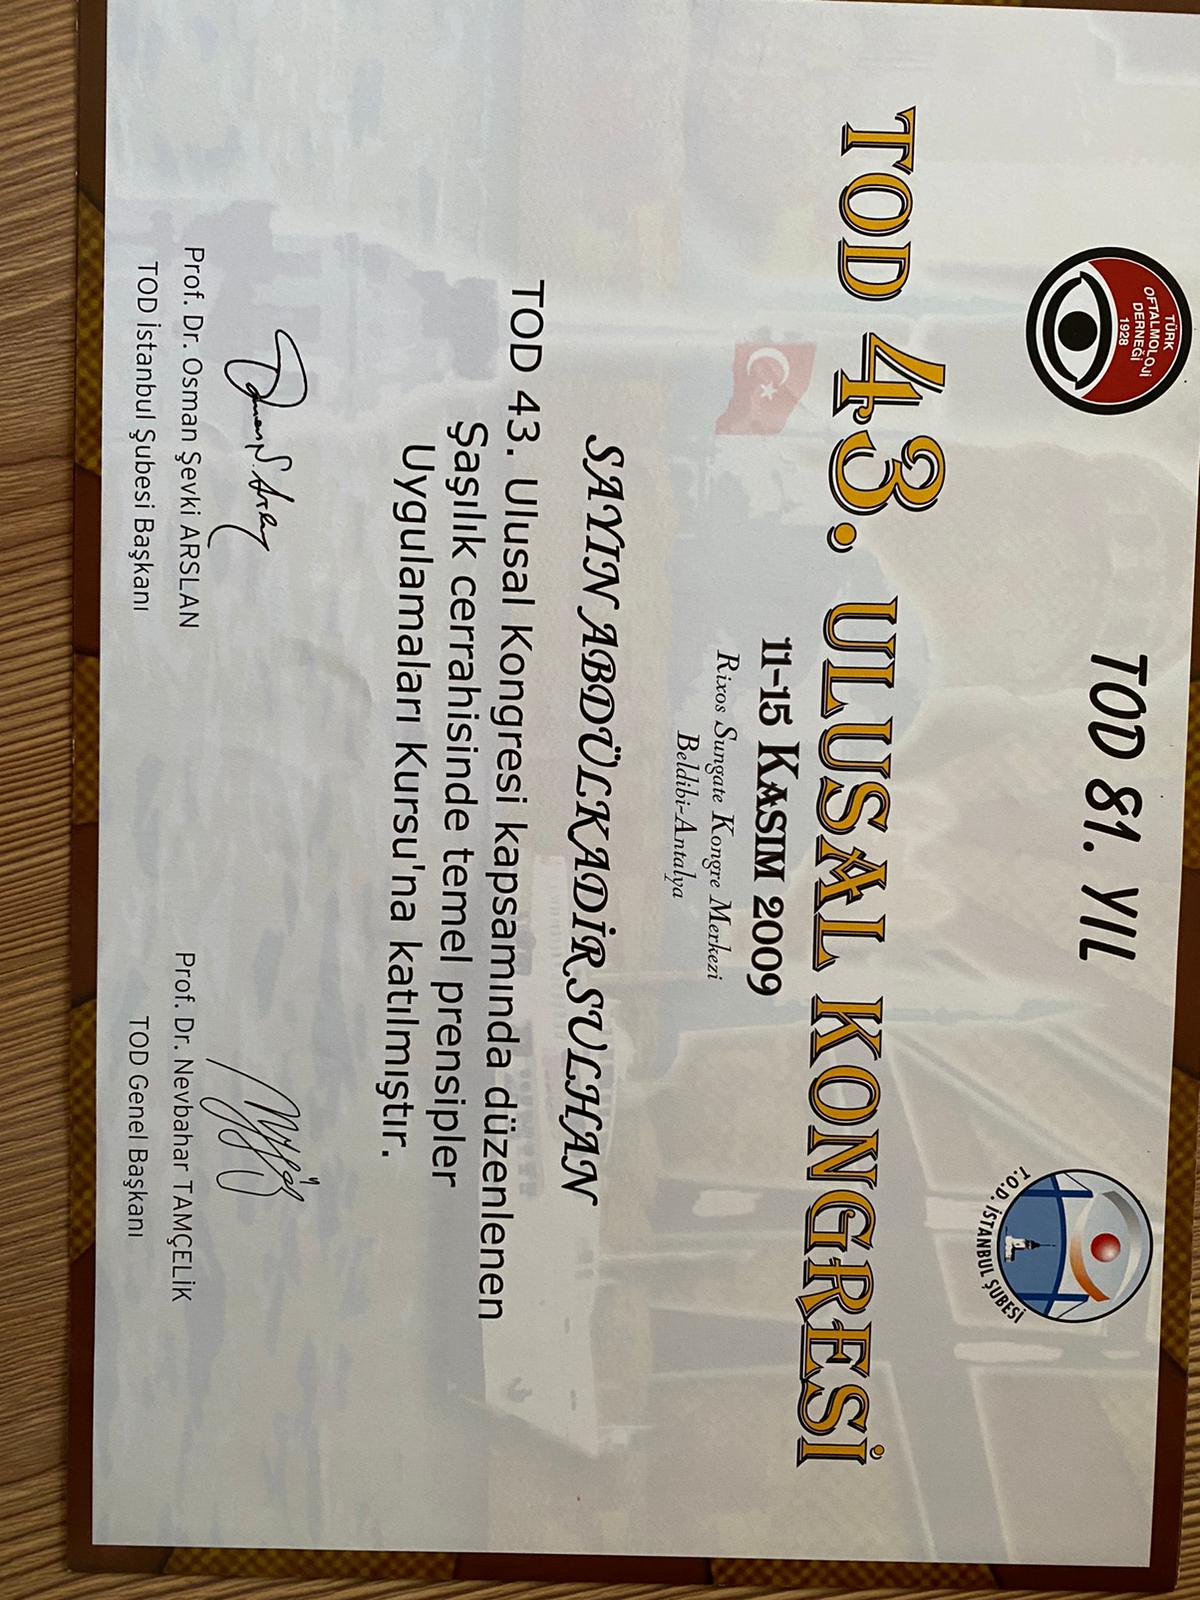 TÜRK
OFTALMOLOJİ
DERNEĞİ
1928
TOD 81. YIL
T.O.D. İSTANBUL ŞUBESİ
TOD 43. ULUSAL KONGRESİ
11-15 KASIM 2009
Rixos Sungate Kongre Merkezi
Beldibi-Antalya
SAYIN ABDÜLKADİR SULHAN
TOD 43. Ulusal Kongresi kapsamında düzenlenen
Şaşılık cerrahisinde temel prensipler
Uygulamaları Kursu'na katılmıştır.
Prof. Dr. Osman Şevki ARSLAN
TOD İstanbul Şubesi Başkanı
Prof. Dr. Nevbahar TAMÇELİK
TOD Genel Başkanı